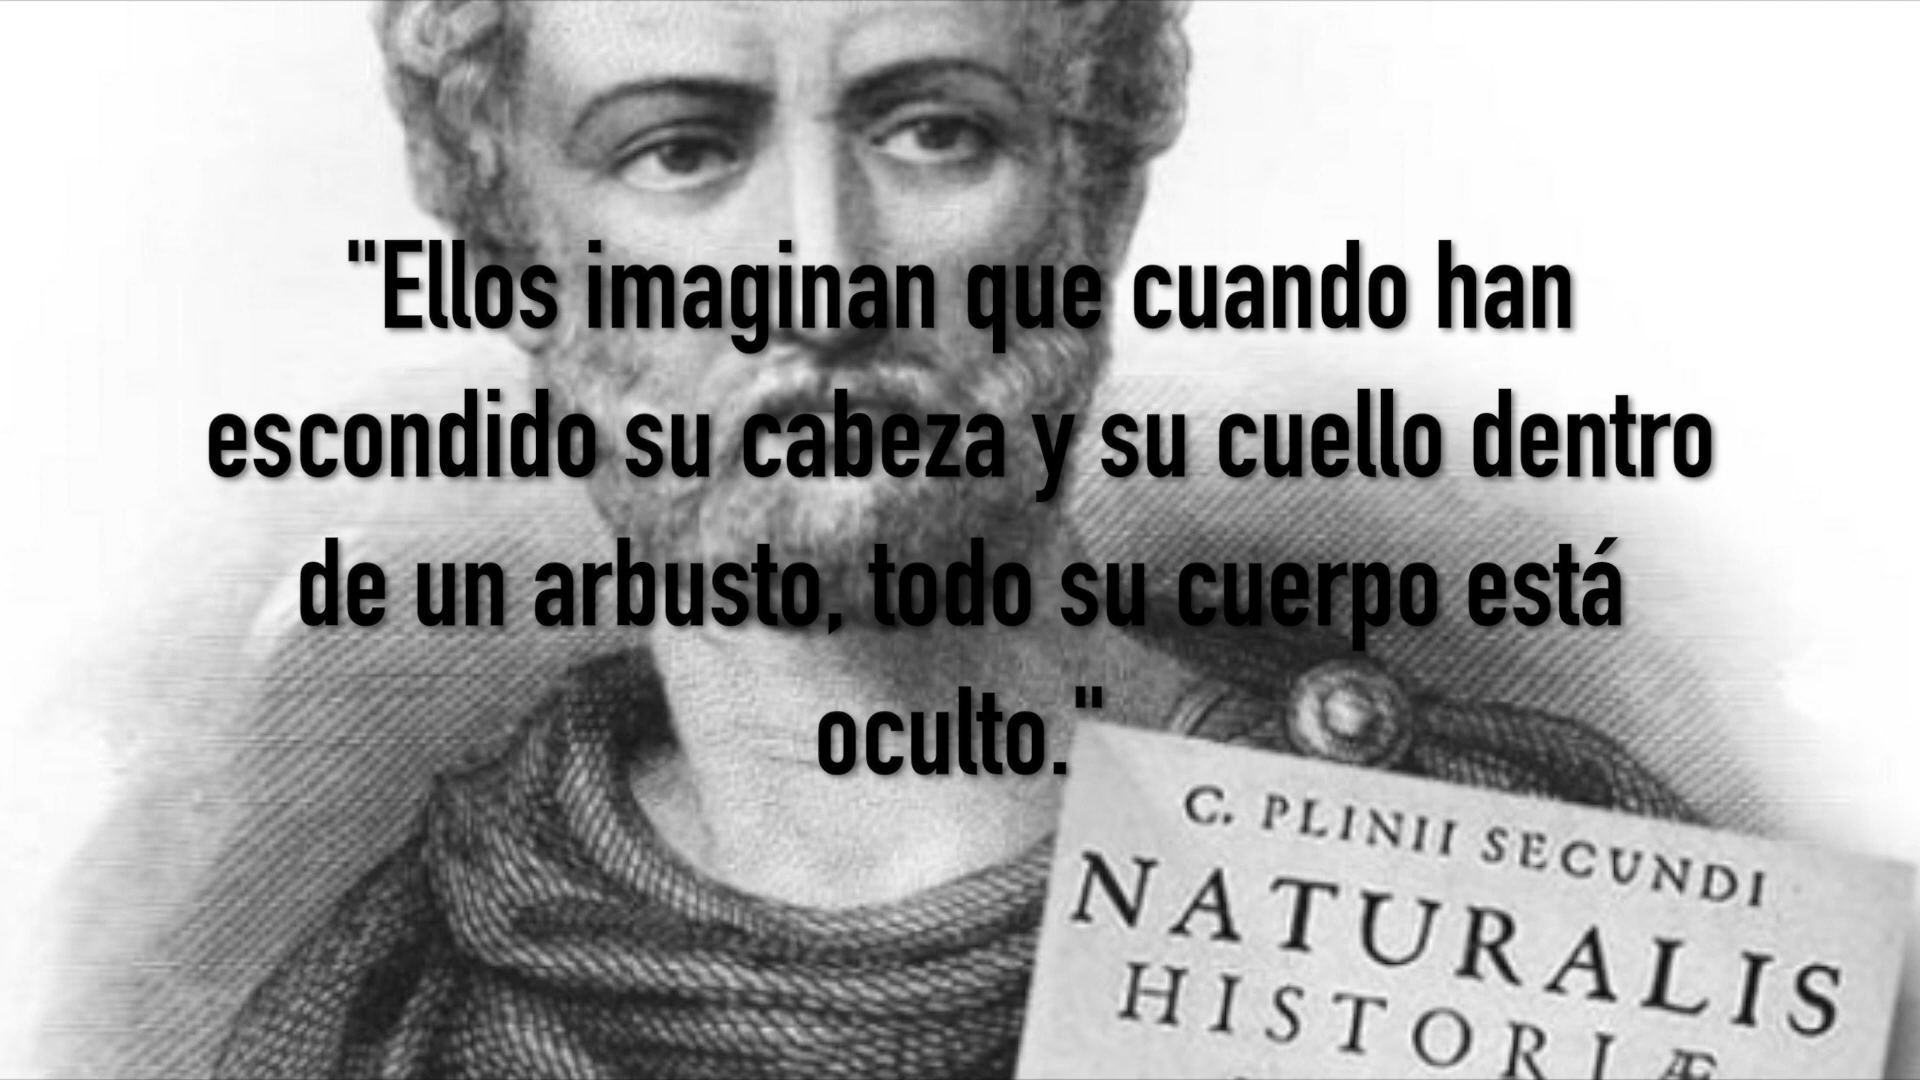 "Ellos imaginan que cuando han
escondido su cabeza y su cuello dentro
de un arbusto, todo su cuerpo está
oculto."
C. PLINII SECUNDI
NATURALIS
HISTORIÆ